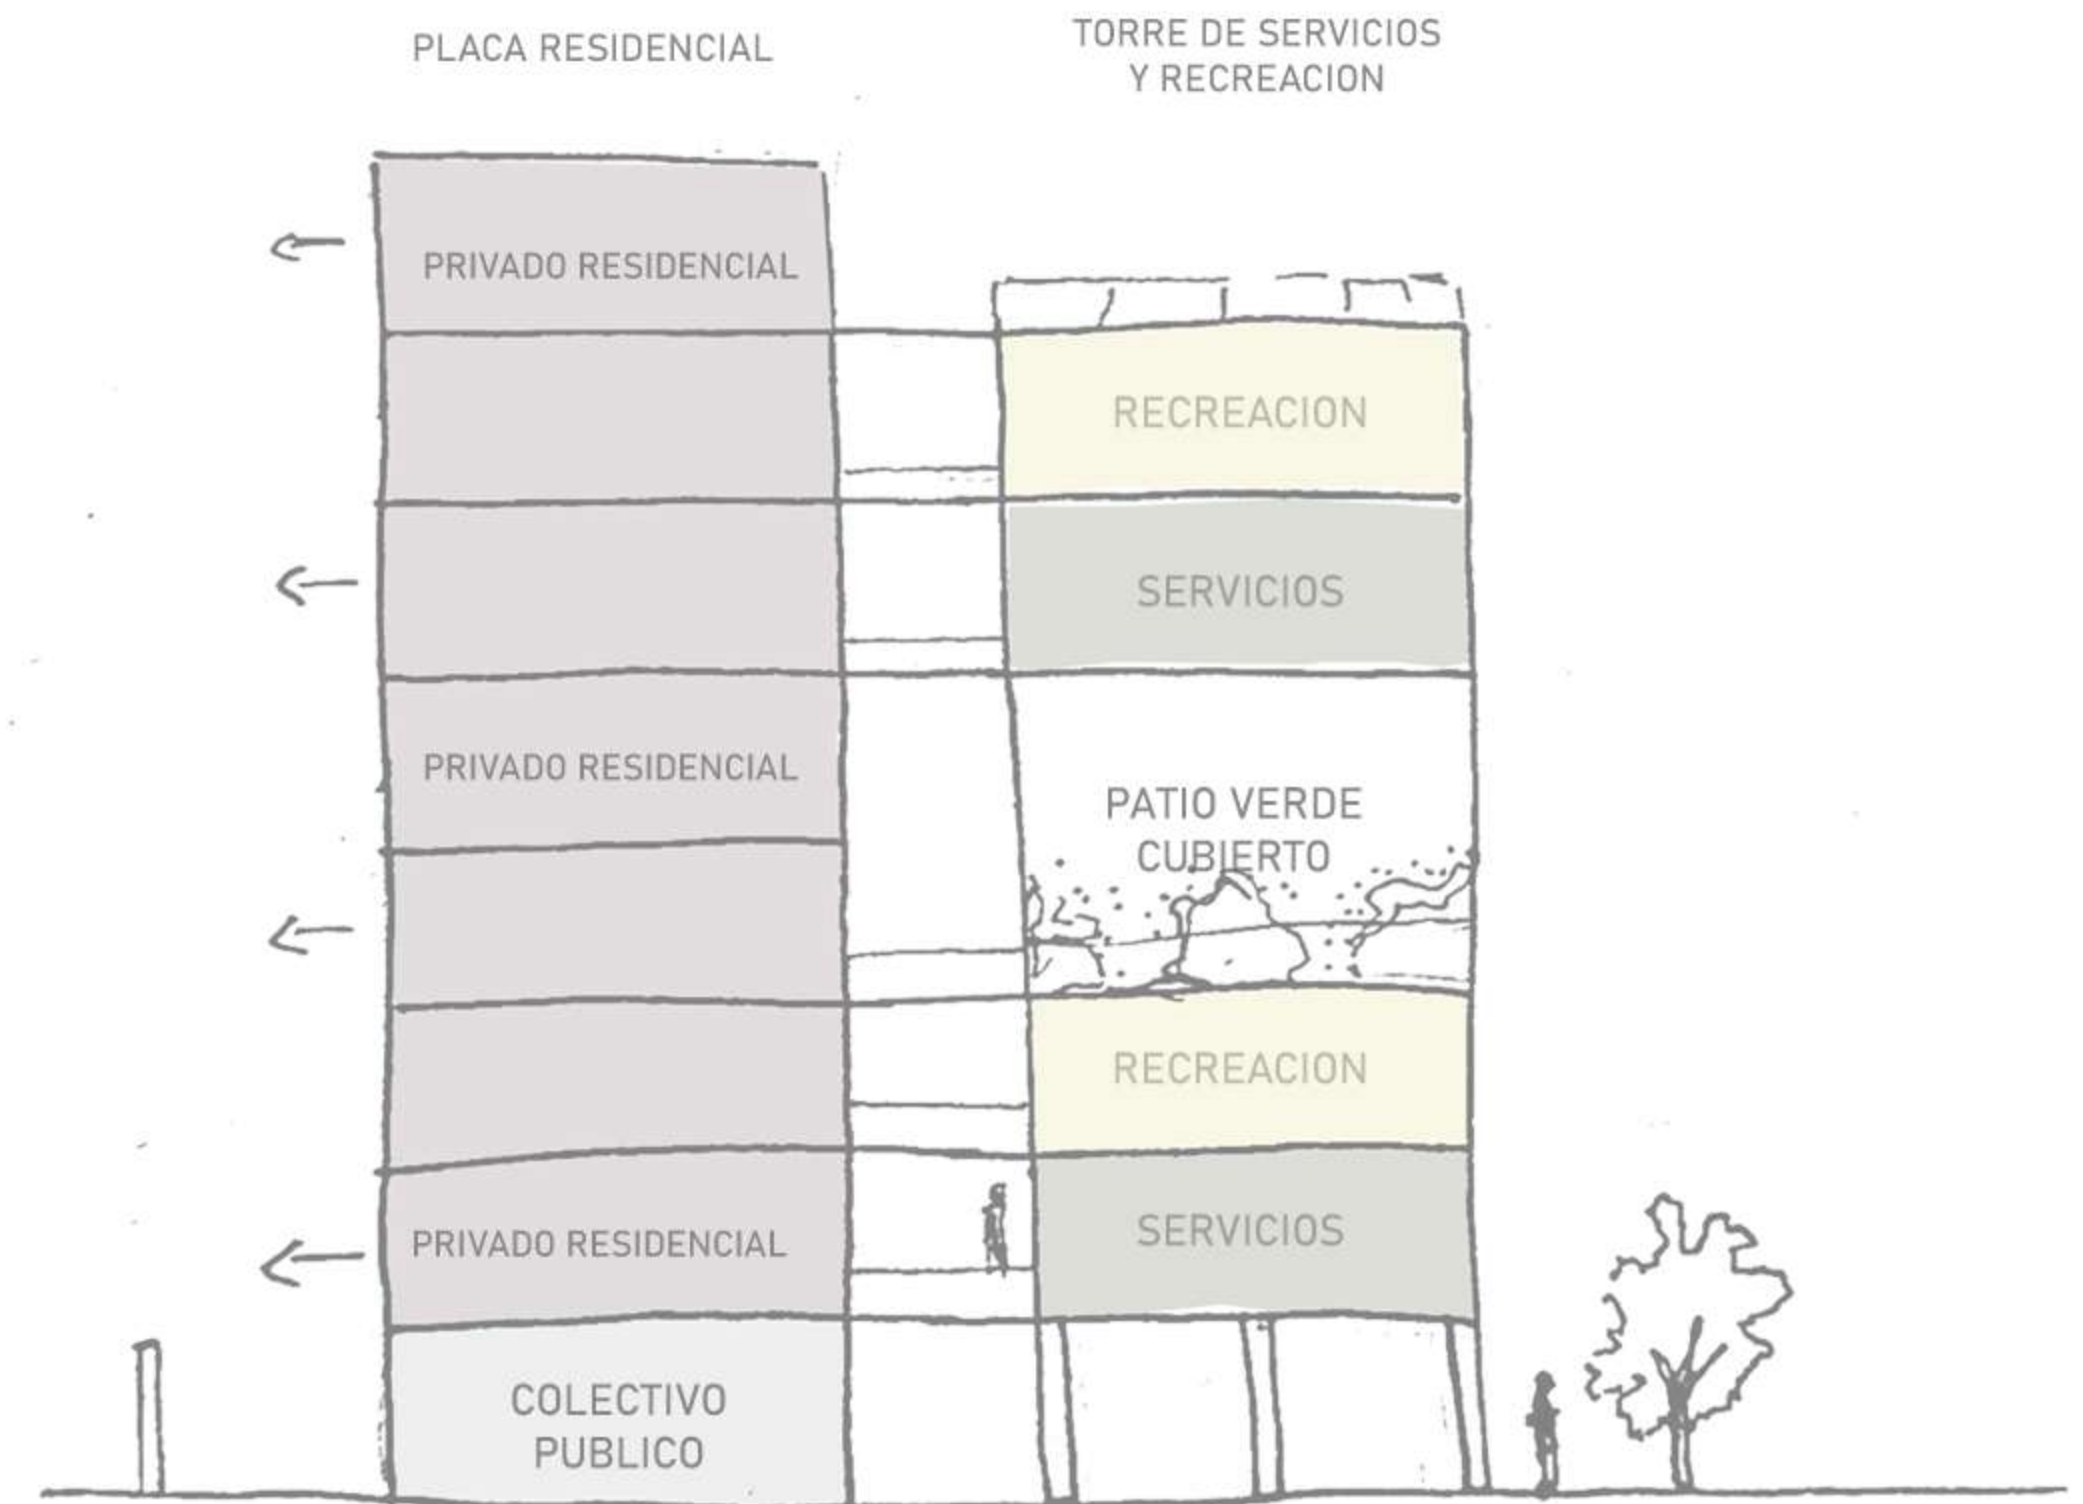 PLACA RESIDENCIAL
TORRE DE SERVICIOS
Y RECREACION
PRIVADO RESIDENCIAL
RECREACION
SERVICIOS
PRIVADO RESIDENCIAL
PATIO VERDE
CUBIERTO
RECREACION
PRIVADO RESIDENCIAL
SERVICIOS
COLECTIVO
PUBLICO